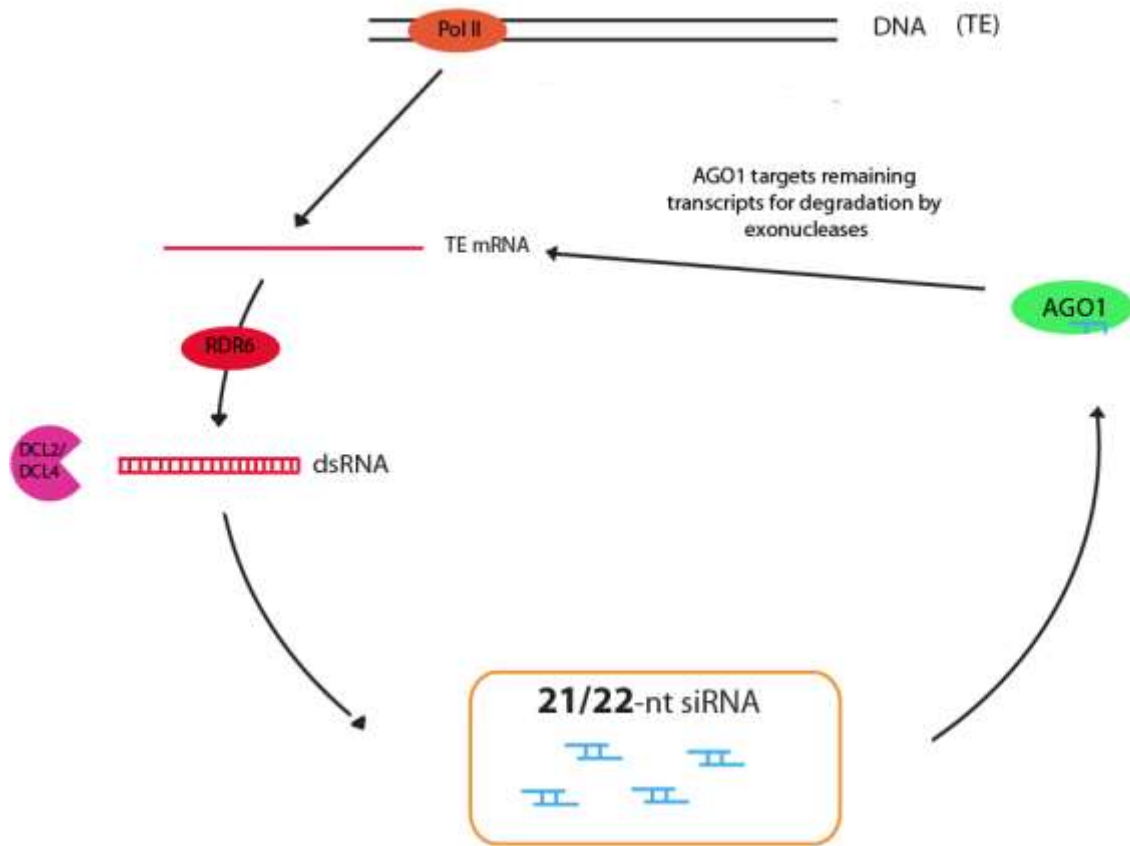 Pol II
DNA (TE)
AGO1 targets remaining
transcripts for degradation by
exonucleases
TE mRNA
AGO1
RDR6
DCL2/
DCL4
dsRNA
21/22-nt siRNA